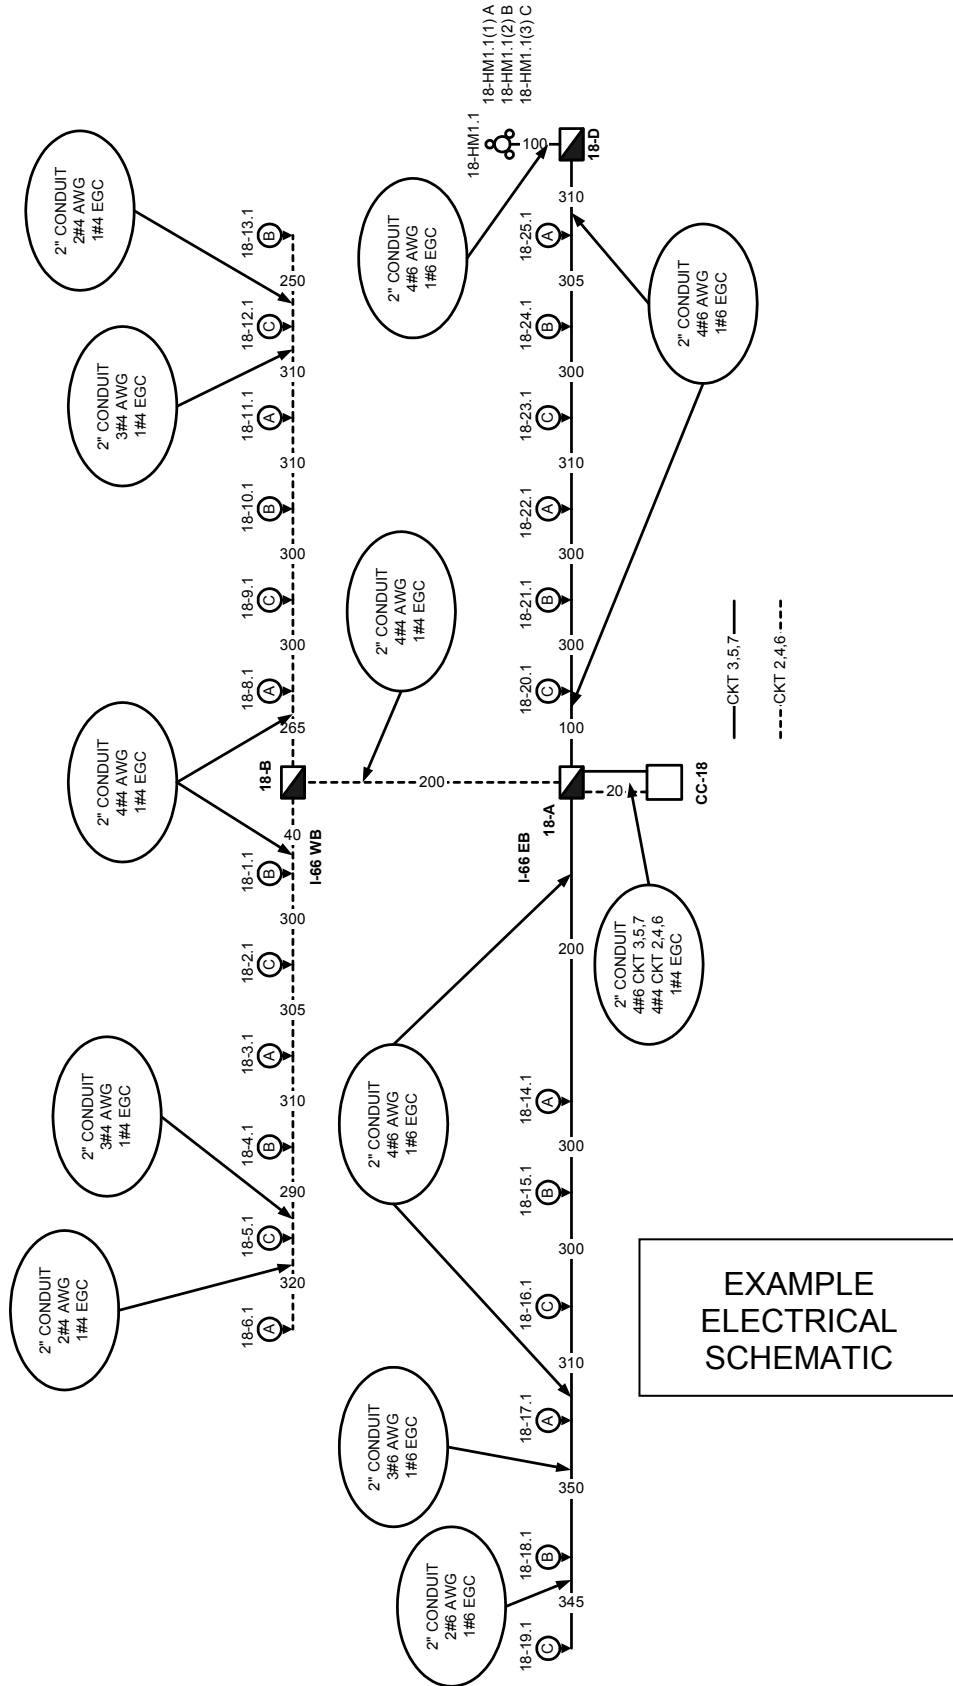 2" CONDUIT
2#4 AWG
1#4 EGC
2" CONDUIT
3#4 AWG
1#4 EGC
2" CONDUIT
4#4 AWG
1#4 EGC
2" CONDUIT
3#4 AWG
1#4 EGC
2" CONDUIT
2#4 AWG
1#4 EGC
18-6.1
A
320
18-5.1
C
290
18-4.1
B
310
18-3.1
A
305
18-2.1
C
300
18-1.1
B
40
I-66 WB
18-B
265
18-8.1
A
300
18-9.1
C
300
18-10.1
B
310
18-11.1
A
310
18-12.1
C
250
18-13.1
B
200
2" CONDUIT
4#4 AWG
1#4 EGC
2" CONDUIT
2#6 AWG
1#6 EGC
2" CONDUIT
3#6 AWG
1#6 EGC
2" CONDUIT
4#6 AWG
1#6 EGC
2" CONDUIT
4#6 AWG
1#6 EGC
18-HM1.1
18-HM1.1(1) A
18-HM1.1(2) B
18-HM1.1(3) C
100
18-19.1
C
345
18-18.1
B
350
18-17.1
A
310
18-16.1
C
300
18-15.1
B
300
18-14.1
A
200
I-66 EB
18-A
100
18-20.1
C
300
18-21.1
B
300
18-22.1
A
310
18-23.1
C
300
18-24.1
B
305
18-25.1
A
310
18-D
20
CC-18
2" CONDUIT
4#6 CKT 3,5,7
4#4 CKT 2,4,6
1#4 EGC
2" CONDUIT
4#6 AWG
1#6 EGC
CKT 3,5,7
CKT 2,4,6
EXAMPLE
ELECTRICAL
SCHEMATIC